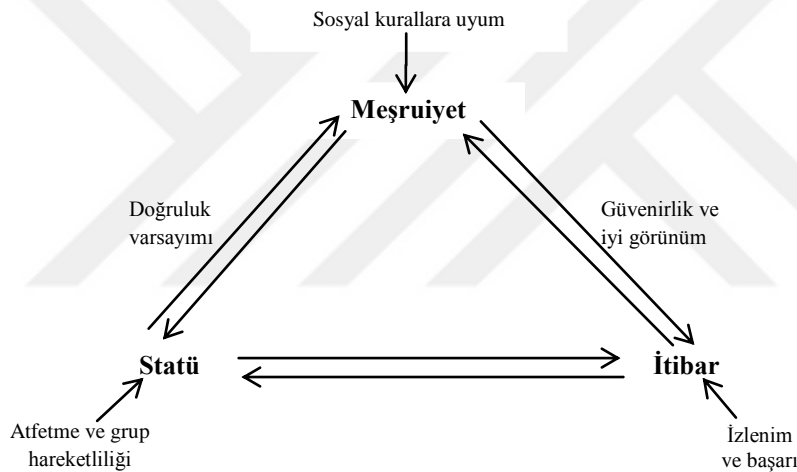 Sosyal kurallara uyum
Meşruiyet
Doğruluk
varsayımı
Güvenirlik ve
iyi görünüm
Statü
İtibar
Atfetme ve grup
hareketliliği
İzlenim
ve başarı